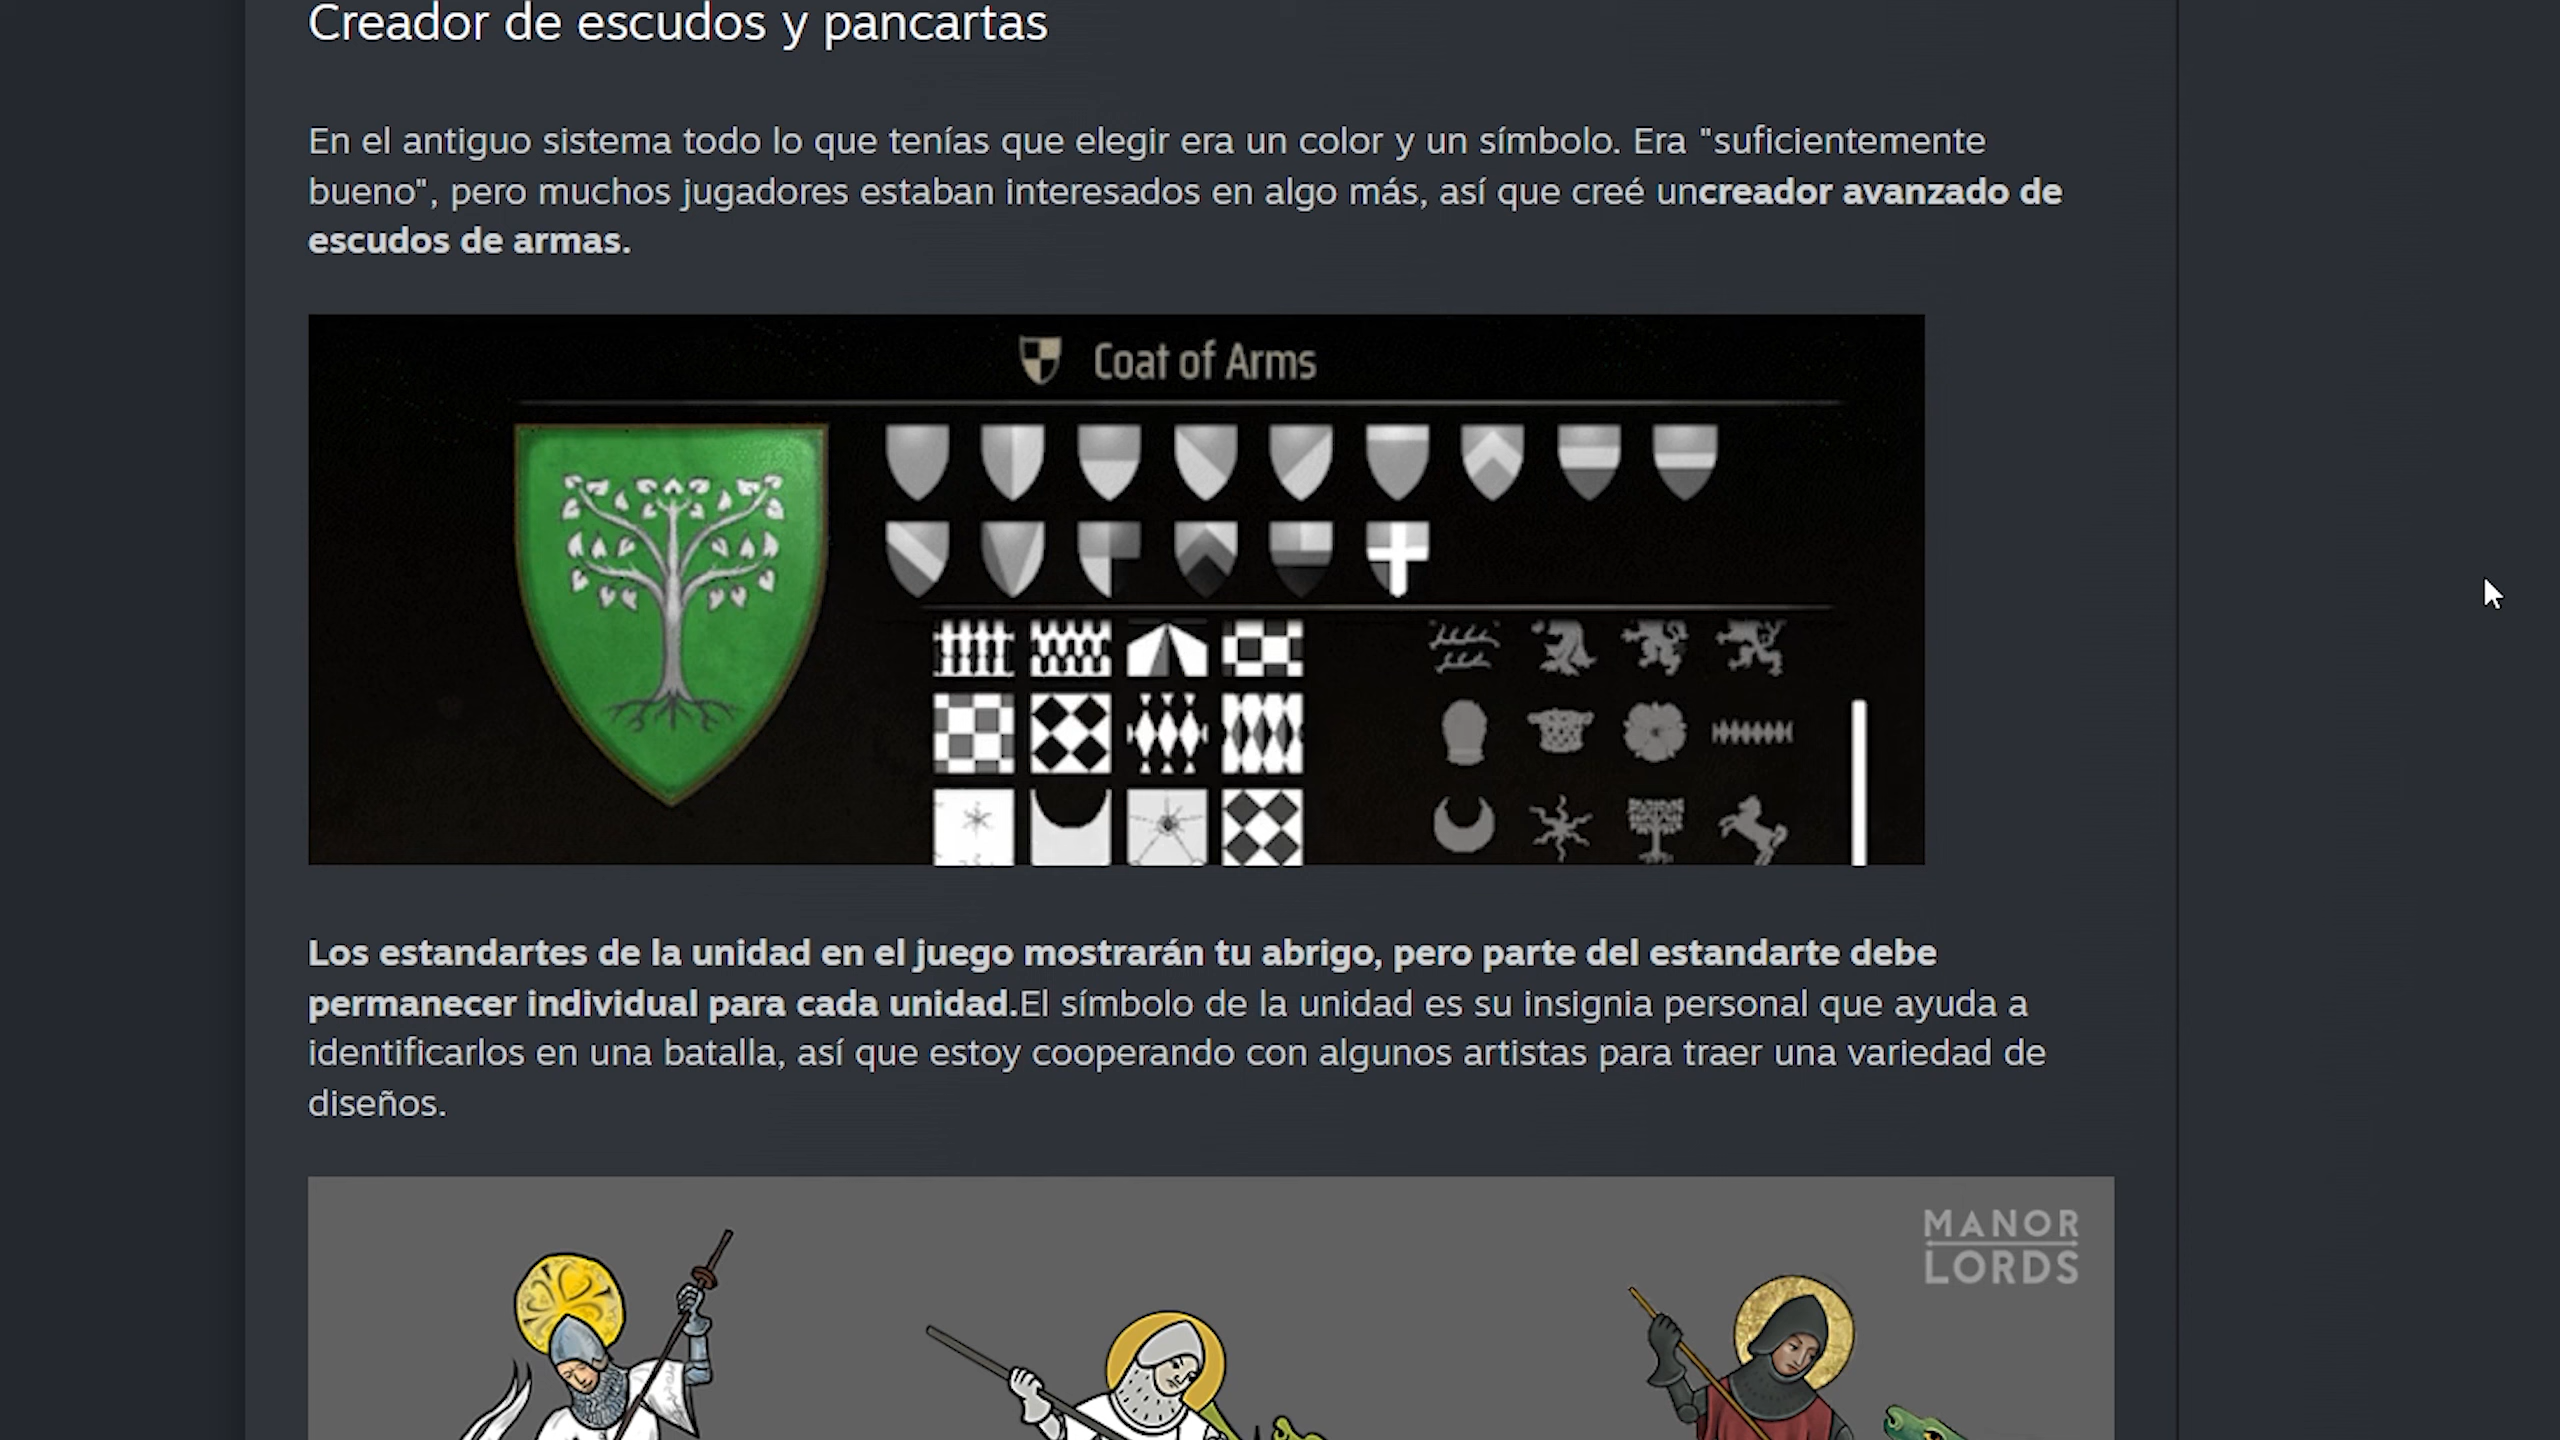 Creador de escudos y pancartas
En el antiguo sistema todo lo que tenías que elegir era un color y un símbolo. Era "suficientemente
bueno", pero muchos jugadores estaban interesados en algo más, así que creé uncreador avanzado de
escudos de armas.
Coat of Arms
Los estandartes de la unidad en el juego mostrarán tu abrigo, pero parte del estandarte debe
permanecer individual para cada unidad.El símbolo de la unidad es su insignia personal que ayuda a
identificarlos en una batalla, así que estoy cooperando con algunos artistas para traer una variedad de
diseños.
MANOR
LORDS